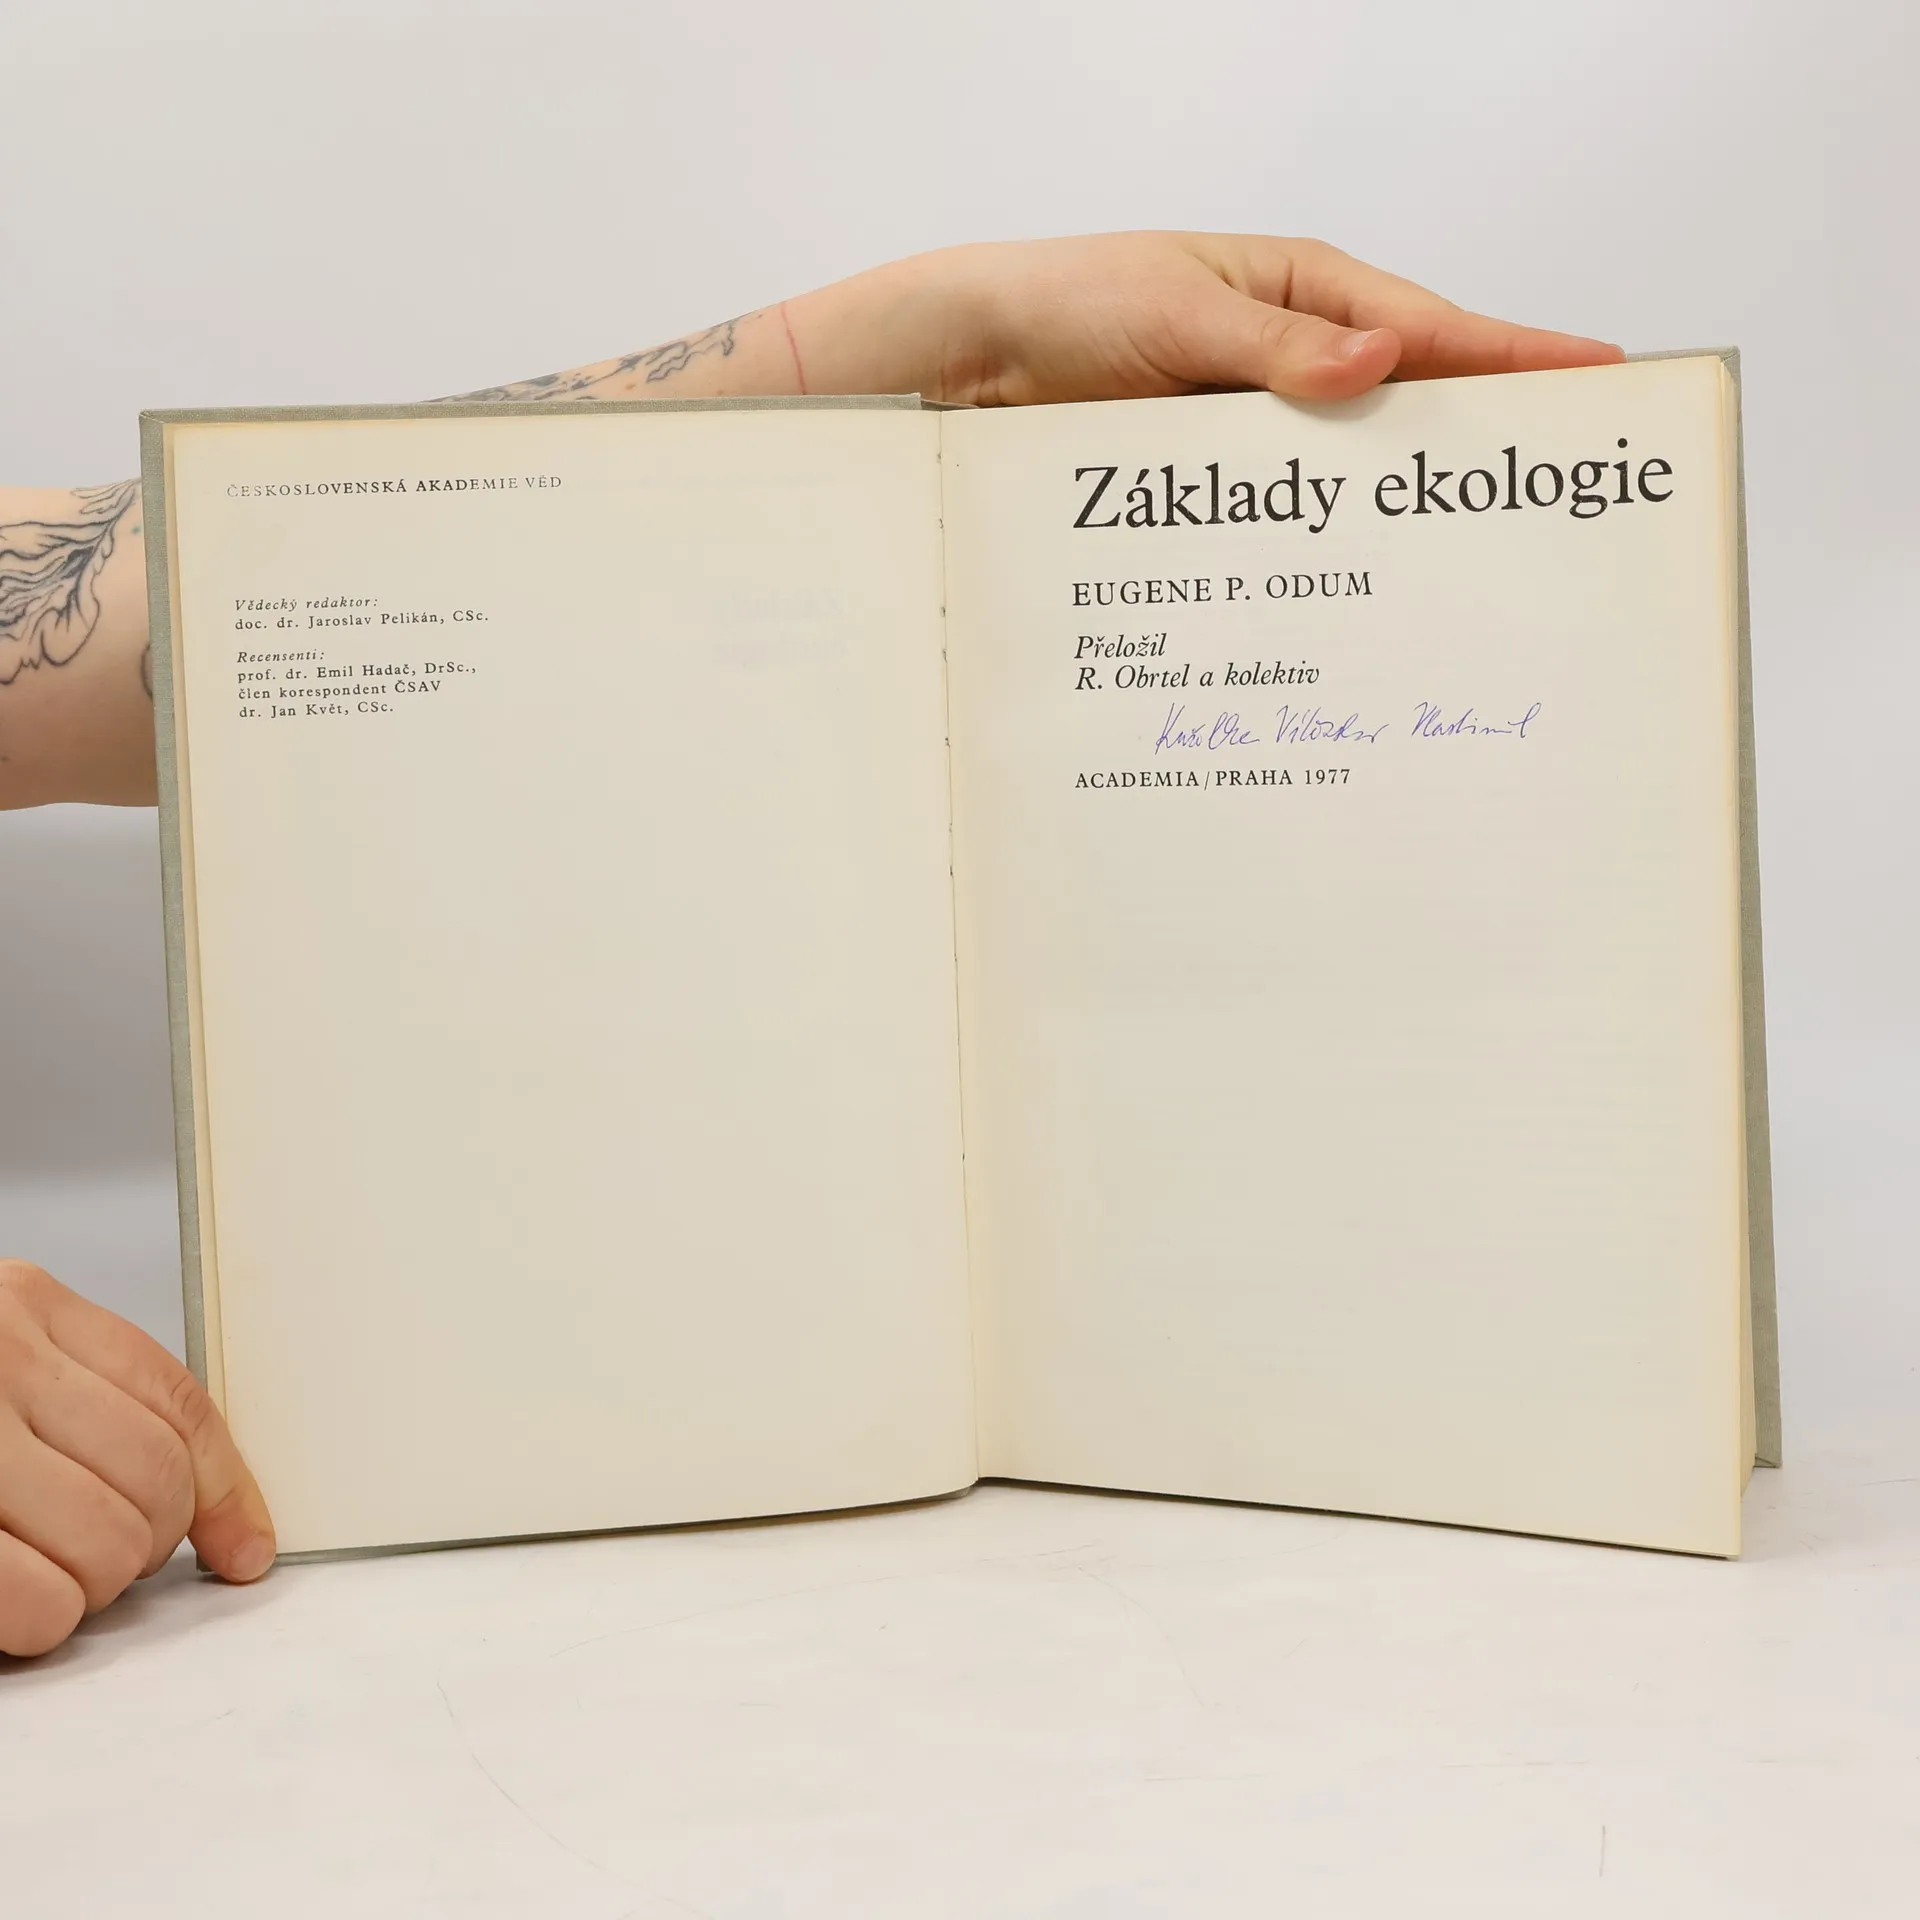 ČESKOSLOVENSKÁ AKADEMIE VĚD
Vědecký redaktor:
doc. dr. Jaroslav Pelikán, CSc.
Recensenti:
prof. dr. Emil Hadač, DrSc.,
člen korespondent ČSAV
dr. Jan Květ, CSc.
Základy ekologie
EUGENE P. ODUM
Přeložil
R. Obrtel a kolektiv
Vlastimil
ACADEMIA/PRAHA 1977